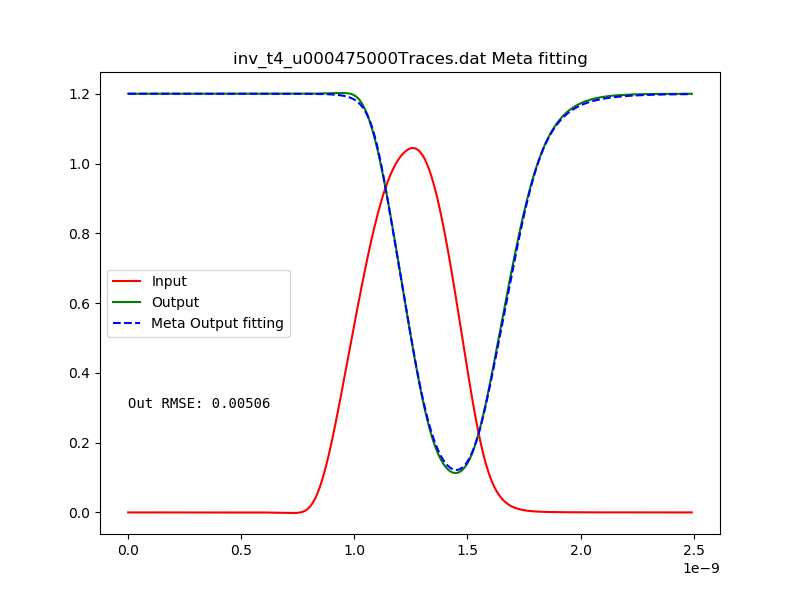 inv_t4_u000475000Traces.dat Meta fitting
1.2
1.0
0.8
0.6
0.4
0.2
0.0
Input
Output
Meta Output fitting
Out RMSE: 0.00506
0.0 0.5 1.0 1.5 2.0 2.5
1e−9